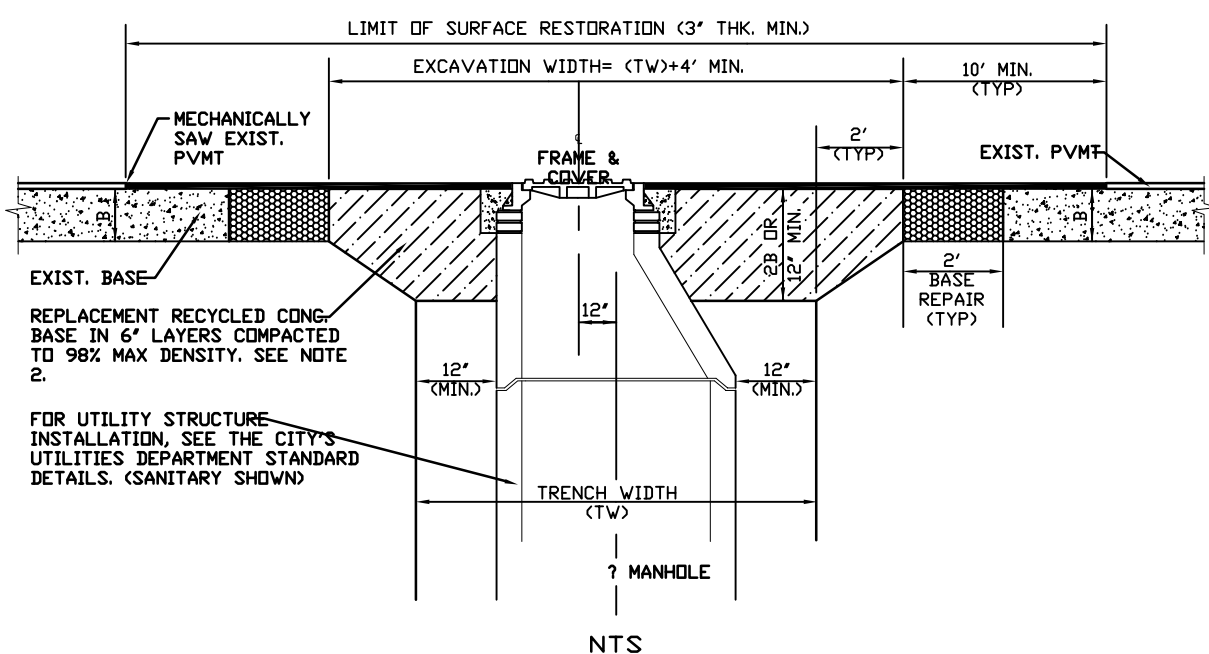 LIMIT OF SURFACE RESTORATION (3" THK. MIN.)
EXCAVATION WIDTH= (TW)+4' MIN.
10' MIN.
(TYP)
MECHANICALLY
SAW EXIST.
PVMT
2'
(TYP)
EXIST. PVMT
FRAME &
COVER
B
2B OR
12" MIN.
B
EXIST. BASE
2'
BASE
REPAIR
(TYP)
REPLACEMENT RECYCLED CONC.
BASE IN 6" LAYERS COMPACTED
TO 98% MAX DENSITY. SEE NOTE
2.
12"
12"
(MIN.)
12"
(MIN.)
FOR UTILITY STRUCTURE
INSTALLATION, SEE THE CITY'S
UTILITIES DEPARTMENT STANDARD
DETAILS. (SANITARY SHOWN)
TRENCH WIDTH
(TW)
? MANHOLE
NTS